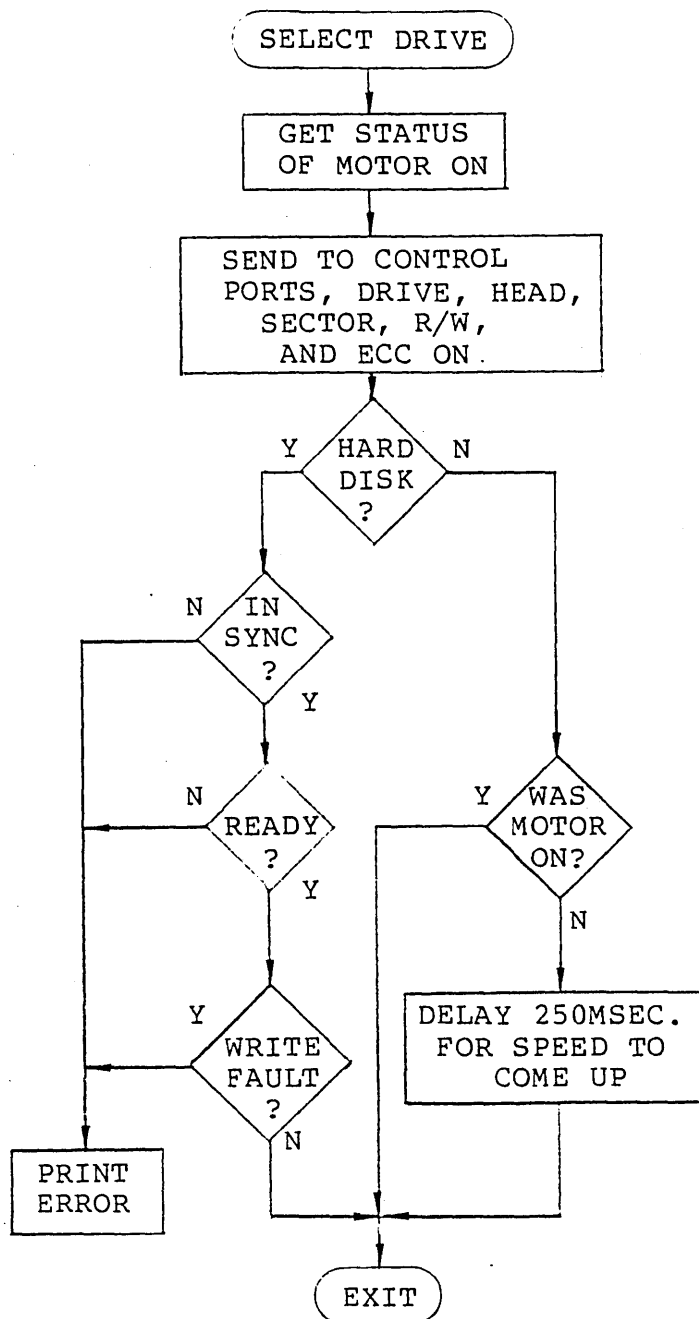 SELECT DRIVE
GET STATUS
OF MOTOR ON
SEND TO CONTROL
PORTS, DRIVE, HEAD,
SECTOR, R/W,
AND ECC ON.
Y
HARD
DISK
?
N
N
IN
SYNC
?
Y
N
READY
?
Y
Y
WAS
MOTOR
ON?
N
Y
WRITE
FAULT
?
N
DELAY 250MSEC.
FOR SPEED TO
COME UP
PRINT
ERROR
EXIT